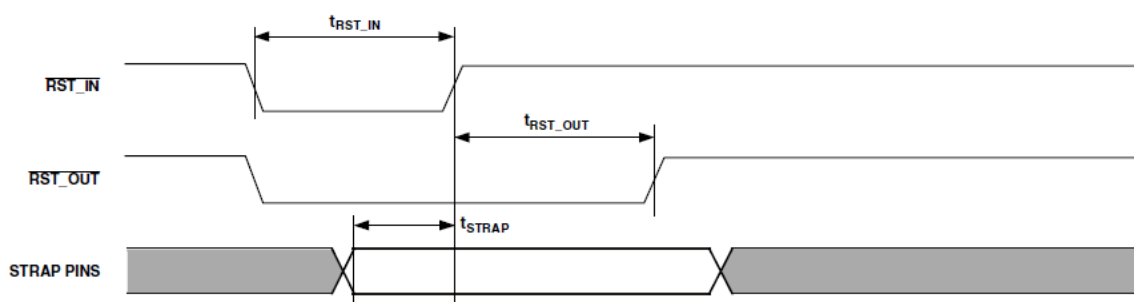 tRST_IN
RST_IN
tRST_OUT
RST_OUT
tSTRAP
STRAP PINS